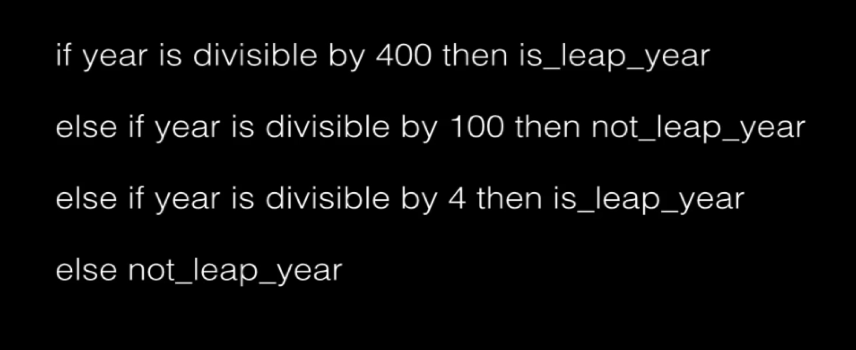 if year is divisible by 400 then is_leap_year
else if year is divisible by 100 then not_leap_year
else if year is divisible by 4 then is_leap_year
else not_leap_year